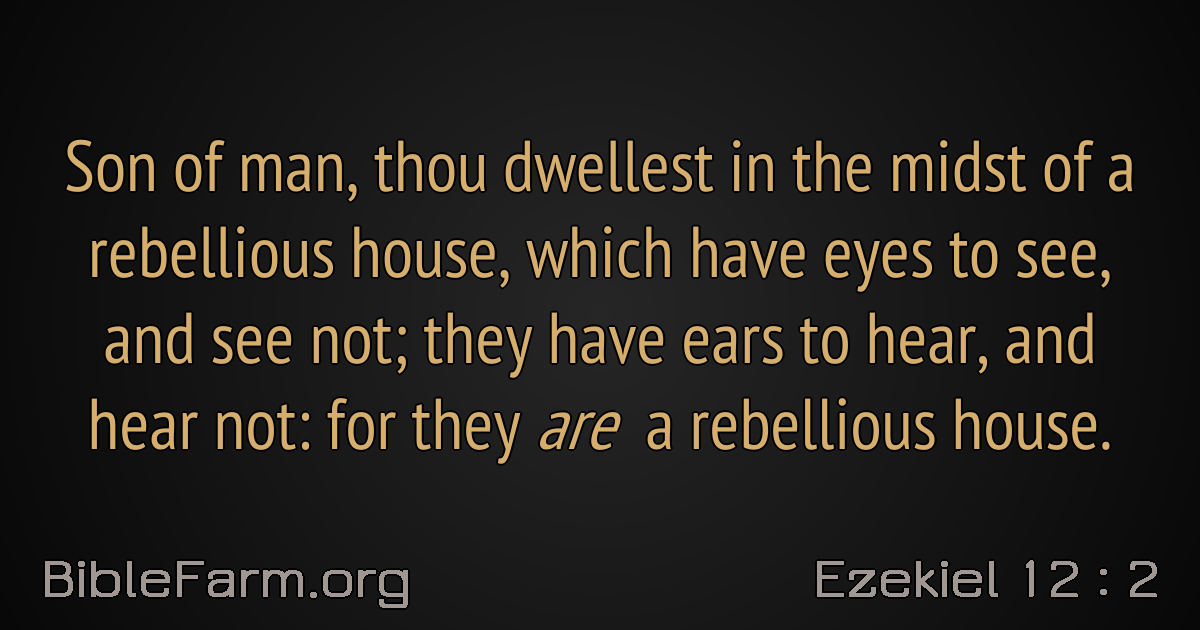 Son of man, thou dwellest in the midst of a
rebellious house, which have eyes to see,
and see not; they have ears to hear, and
hear not: for they are a rebellious house.
BibleFarm.org
Ezekiel 12 : 2